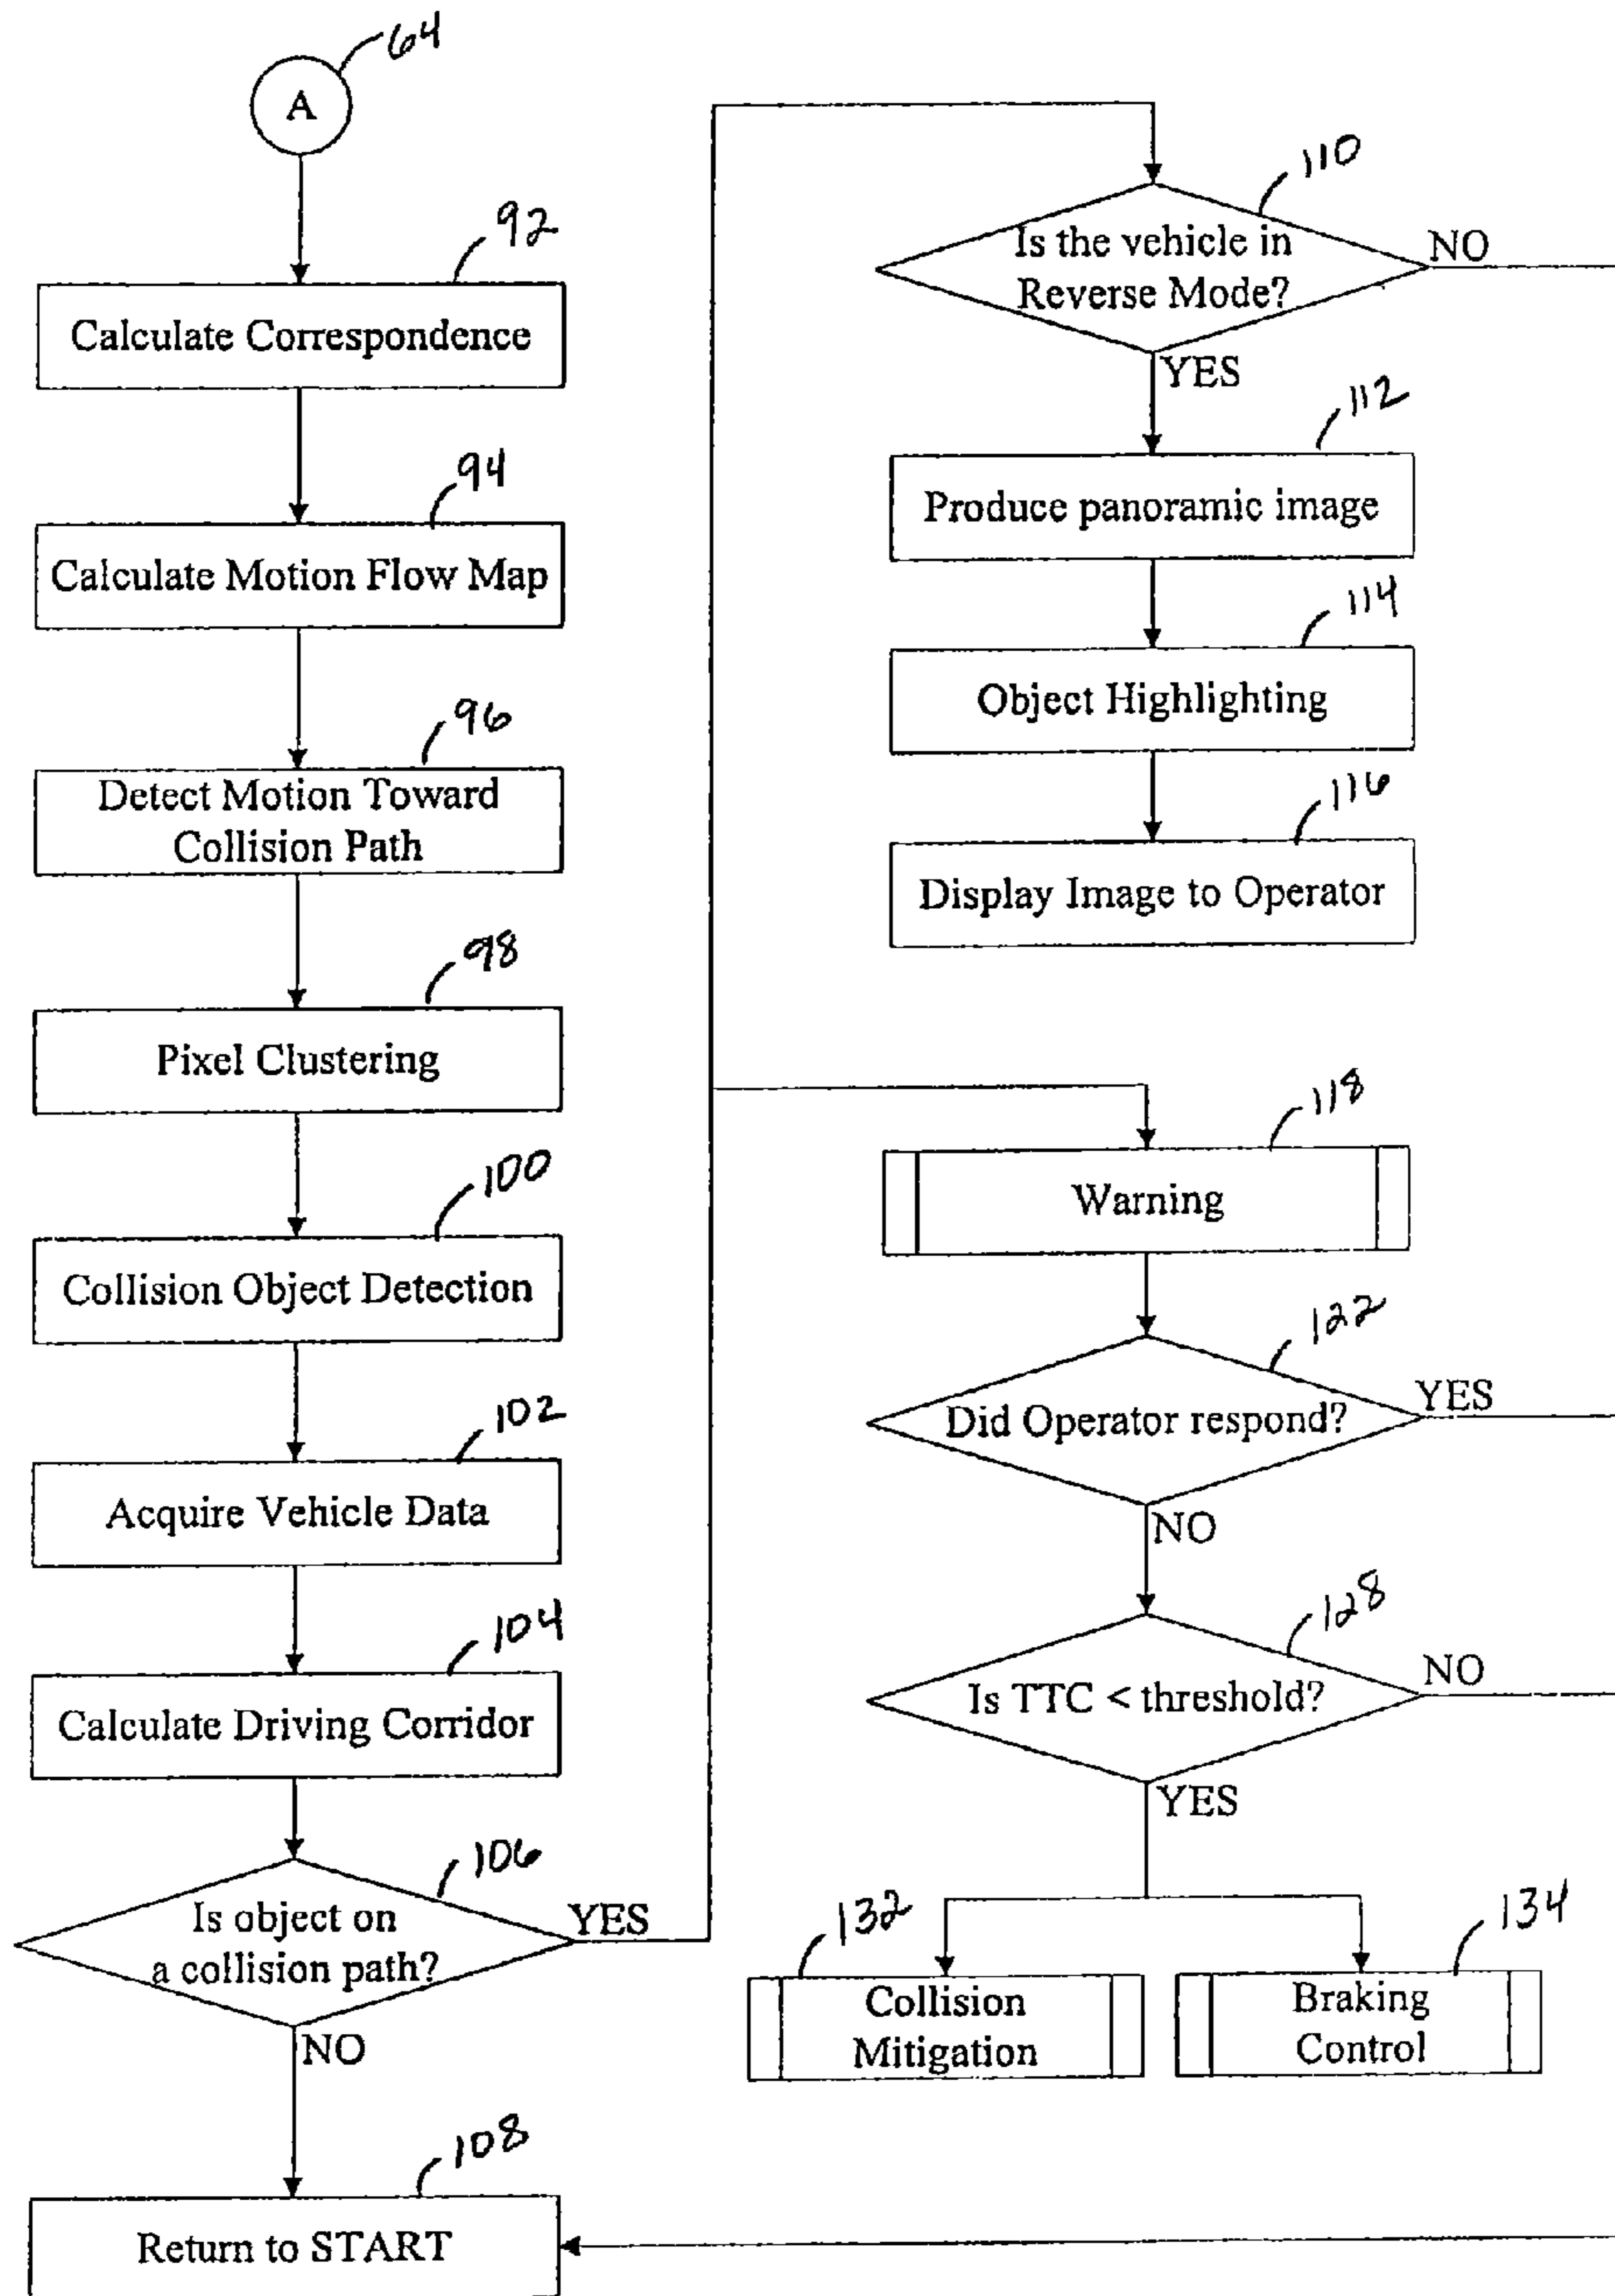 64
A
92
Calculate Correspondence
94
Calculate Motion Flow Map
96
Detect Motion Toward
Collision Path
98
Pixel Clustering
100
Collision Object Detection
102
Acquire Vehicle Data
104
Calculate Driving Corridor
106
Is object on
a collision path?
YES
NO
108
Return to START
110
Is the vehicle in
Reverse Mode?
NO
YES
112
Produce panoramic image
114
Object Highlighting
116
Display Image to Operator
118
Warning
122
Did Operator respond?
YES
NO
128
Is TTC < threshold?
NO
YES
132
Collision
Mitigation
134
Braking
Control